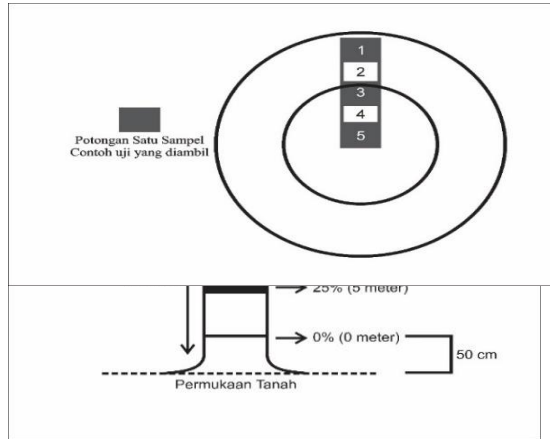 1
2
3
4
5
Potongan Satu Sampel
Contoh uji yang diambil
25% (5 meter)
0% (0 meter)
50 cm
Permukaan Tanah